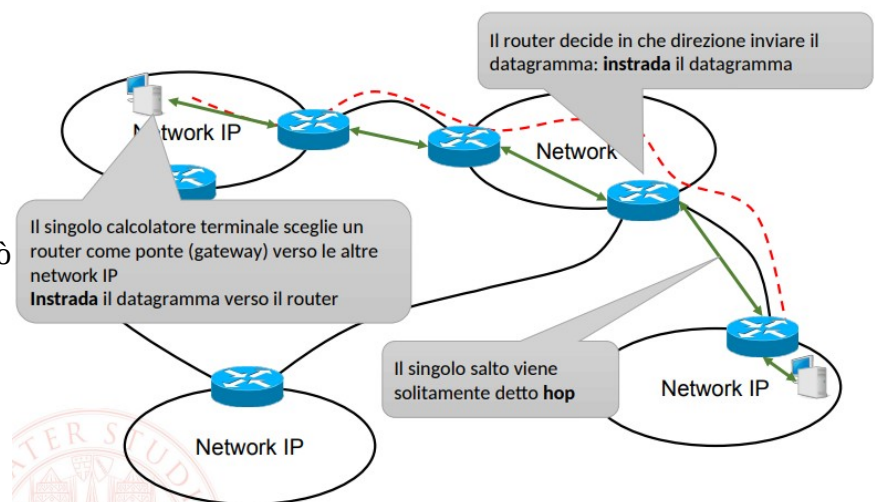 Il router decide in che direzione inviare il
datagramma: instrada il datagramma
Network IP
Network
Il singolo calcolatore terminale sceglie un
router come ponte (gateway) verso le altre
network IP
Instrada il datagramma verso il router
ò
Il singolo salto viene
solitamente detto hop
Network IP
Network IP